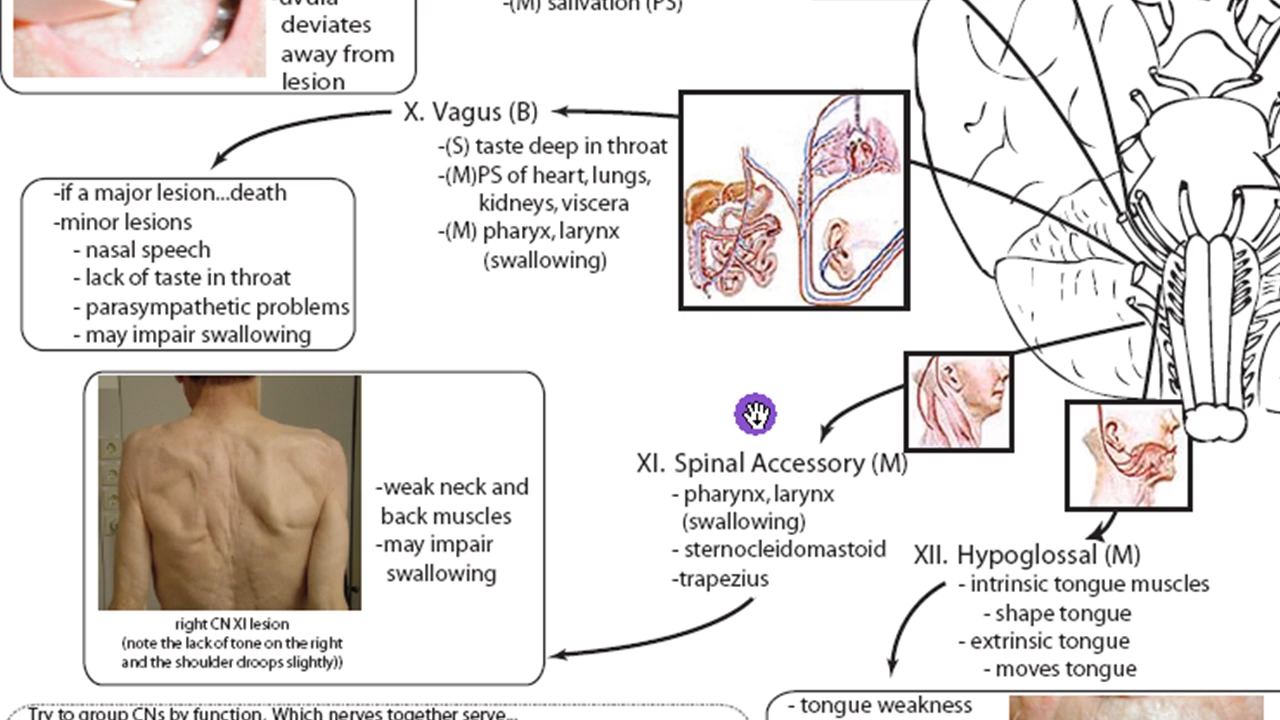 -uvula
deviates
away from
lesion
-(M) salivation (PS)
X. Vagus (B)
-(S) taste deep in throat
-(M)PS of heart, lungs,
kidneys, viscera
-(M) pharyx, larynx
(swallowing)
-if a major lesion...death
-minor lesions
- nasal speech
- lack of taste in throat
- parasympathetic problems
- may impair swallowing
-weak neck and
back muscles
-may impair
swallowing
right CN XI lesion
(note the lack of tone on the right
and the shoulder droops slightly))
XI. Spinal Accessory (M)
- pharynx, larynx
(swallowing)
- sternocleidomastoid
-trapezius
XII. Hypoglossal (M)
- intrinsic tongue muscles
- shape tongue
- extrinsic tongue
- moves tongue
- tongue weakness
Try to group CNs by function. Which nerves together serve...